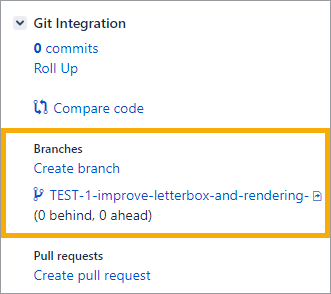 Git Integration
0 commits
Roll Up
Compare code
Branches
Create branch
TEST-1-improve-letterbox-and-rendering-
(0 behind, 0 ahead)
Pull requests
Create pull request